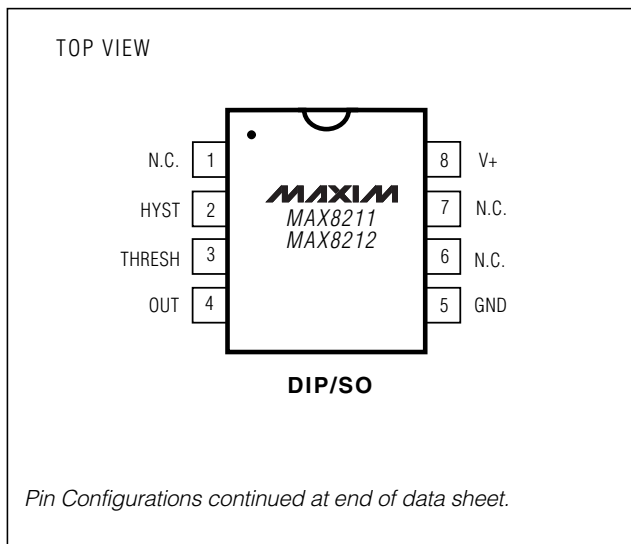 TOP VIEW
N.C. 1
HYST 2
THRESH 3
OUT 4
MAXIM
MAX8211
MAX8212
8 V+
7 N.C.
6 N.C.
5 GND
DIP/SO
Pin Configurations continued at end of data sheet.